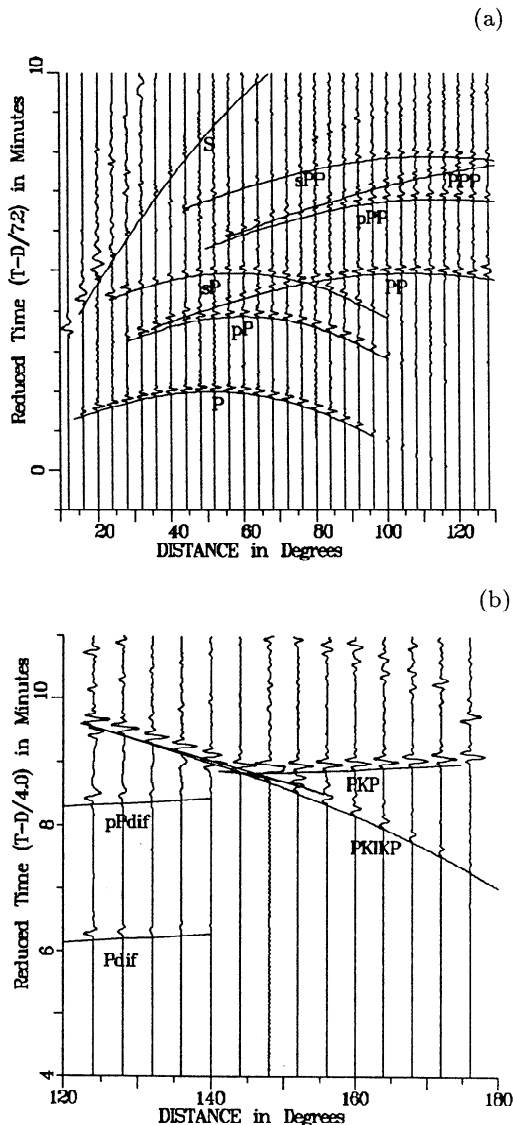 (a)
10
0
Reduced Time (T-D/7.2) in Minutes
S
sPP
PPP
pPP
sP
PP
pP
P
20 40 60 80 100 120
DISTANCE in Degrees
(b)
10
8
6
4
Reduced Time (T-D/4.0) in Minutes
PKP
pPdif
PKIKP
Pdif
120 140 160 180
DISTANCE in Degrees